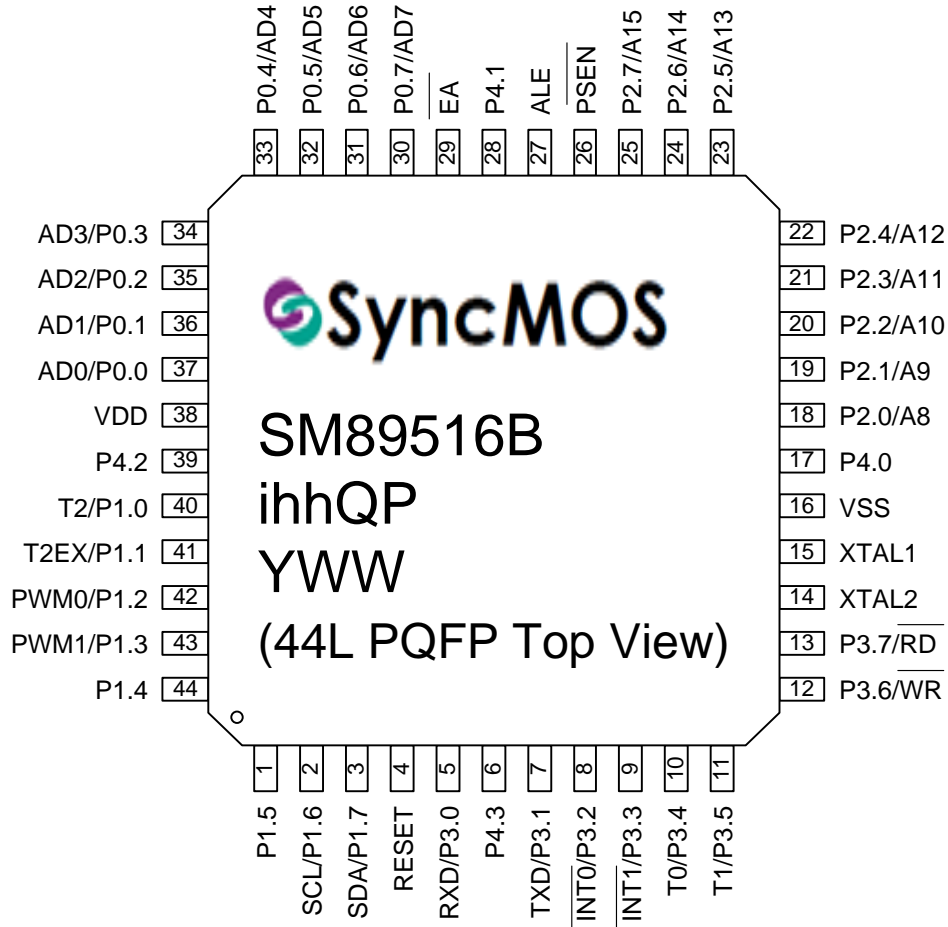 P0.4/AD4
P0.5/AD5
P0.6/AD6
P0.7/AD7
EA
P4.1
ALE
PSEN
P2.7/A15
P2.6/A14
P2.5/A13
33
32
31
30
29
28
27
26
25
24
23
AD3/P0.3 34
AD2/P0.2 35
AD1/P0.1 36
AD0/P0.0 37
VDD 38
P4.2 39
T2/P1.0 40
T2EX/P1.1 41
PWM0/P1.2 42
PWM1/P1.3 43
P1.4 44
SyncMOS
SM89516B
ihhQP
YWW
(44L PQFP Top View)
22 P2.4/A12
21 P2.3/A11
20 P2.2/A10
19 P2.1/A9
18 P2.0/A8
17 P4.0
16 VSS
15 XTAL1
14 XTAL2
13 P3.7/RD
12 P3.6/WR
1
2
3
4
5
6
7
8
9
10
11
P1.5
SCL/P1.6
SDA/P1.7
RESET
RXD/P3.0
P4.3
TXD/P3.1
INT0/P3.2
INT1/P3.3
T0/P3.4
T1/P3.5